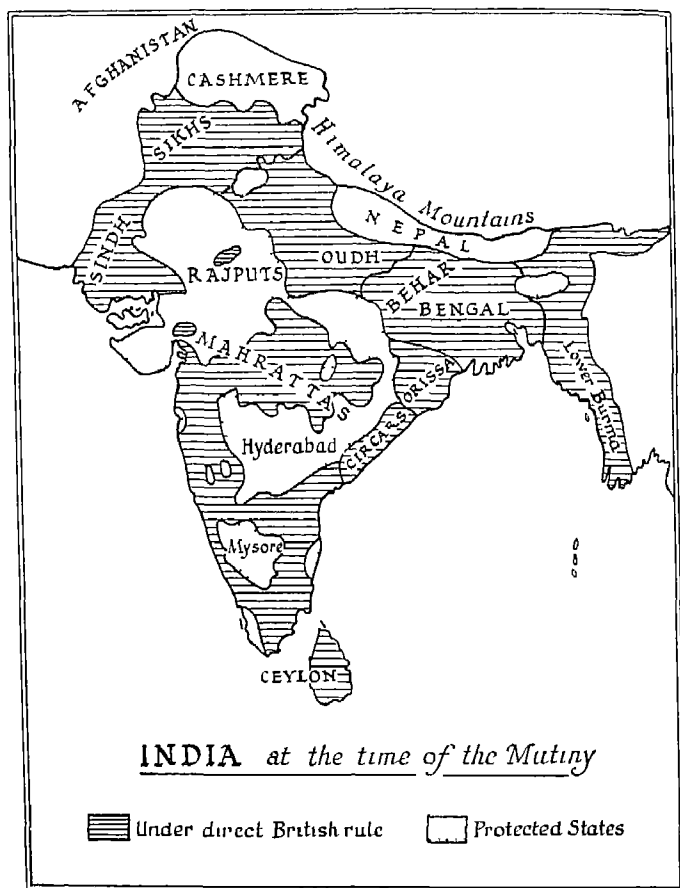 AFGHANISTAN
CASHMERE
SIKHS
Himalaya Mountains
NEPAL
SINDH
OUDH
RAJPUTS
BEHAR
BENGAL
MAHRATTAS
ORISSA
Lower Burma
Hyderabad
CIRCARS
Mysore
CEYLON
INDIA at the time of the Mutiny
Under direct British rule
Protected States